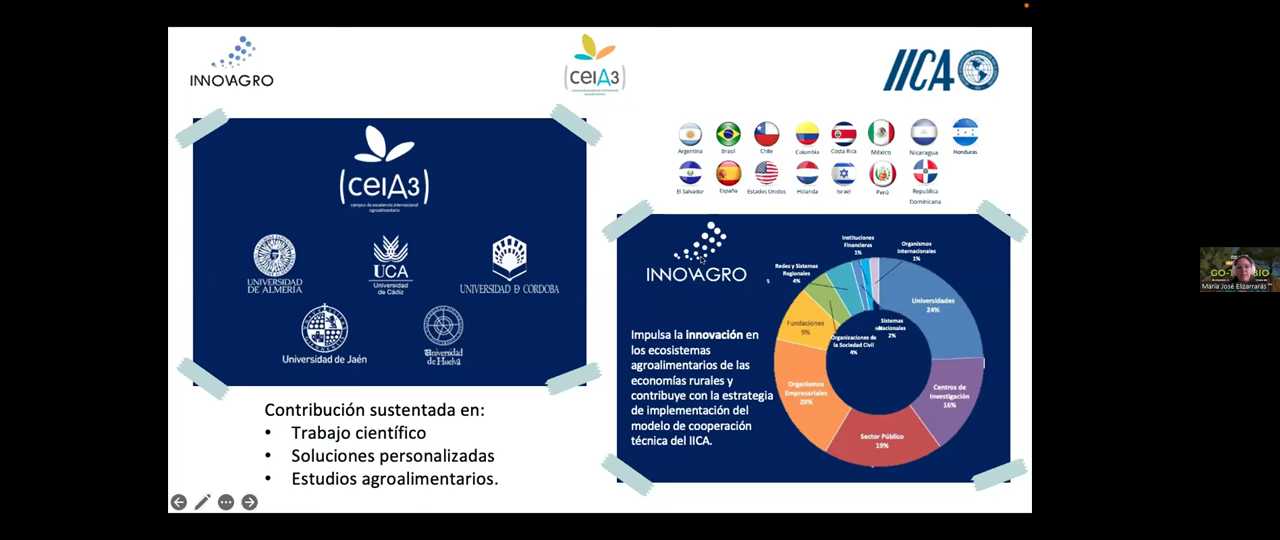 INNOVAGRO
(ceiA3)
IICA
(ceiA3)
campus de excelencia internacional
agroalimentario
UNIVERSIDAD
DE ALMERÍA
UCA
Universidad
de Cádiz
UNIVERSIDAD D CORDOBA
Universidad de Jaén
Universidad
de Huelva
Contribución sustentada en:
• Trabajo científico
• Soluciones personalizadas
• Estudios agroalimentarios.
Argentina
Brasil
Chile
Colombia
Costa Rica
México
Nicaragua
Honduras
El Salvador
España
Estados Unidos
Holanda
Israel
Perú
Republica
Dominicana
INNOVAGRO
Impulsa la innovación en
los ecosistemas
agroalimentarios de las
economías rurales y
contribuye con la estrategia
de implementación del
modelo de cooperación
técnica del IICA.
Instituciones
Financieras
1%
Organismos
Internacionales
1%
Redes y Sistemas
Regionales
4%
Universidades
24%
Sistemas
Nacionales
2%
Fundaciones
9%
Organizaciones de
la Sociedad Civil
4%
Organismos
Empresariales
20%
Centros de
Investigación
16%
Sector Público
19%
María José Elizarrarás